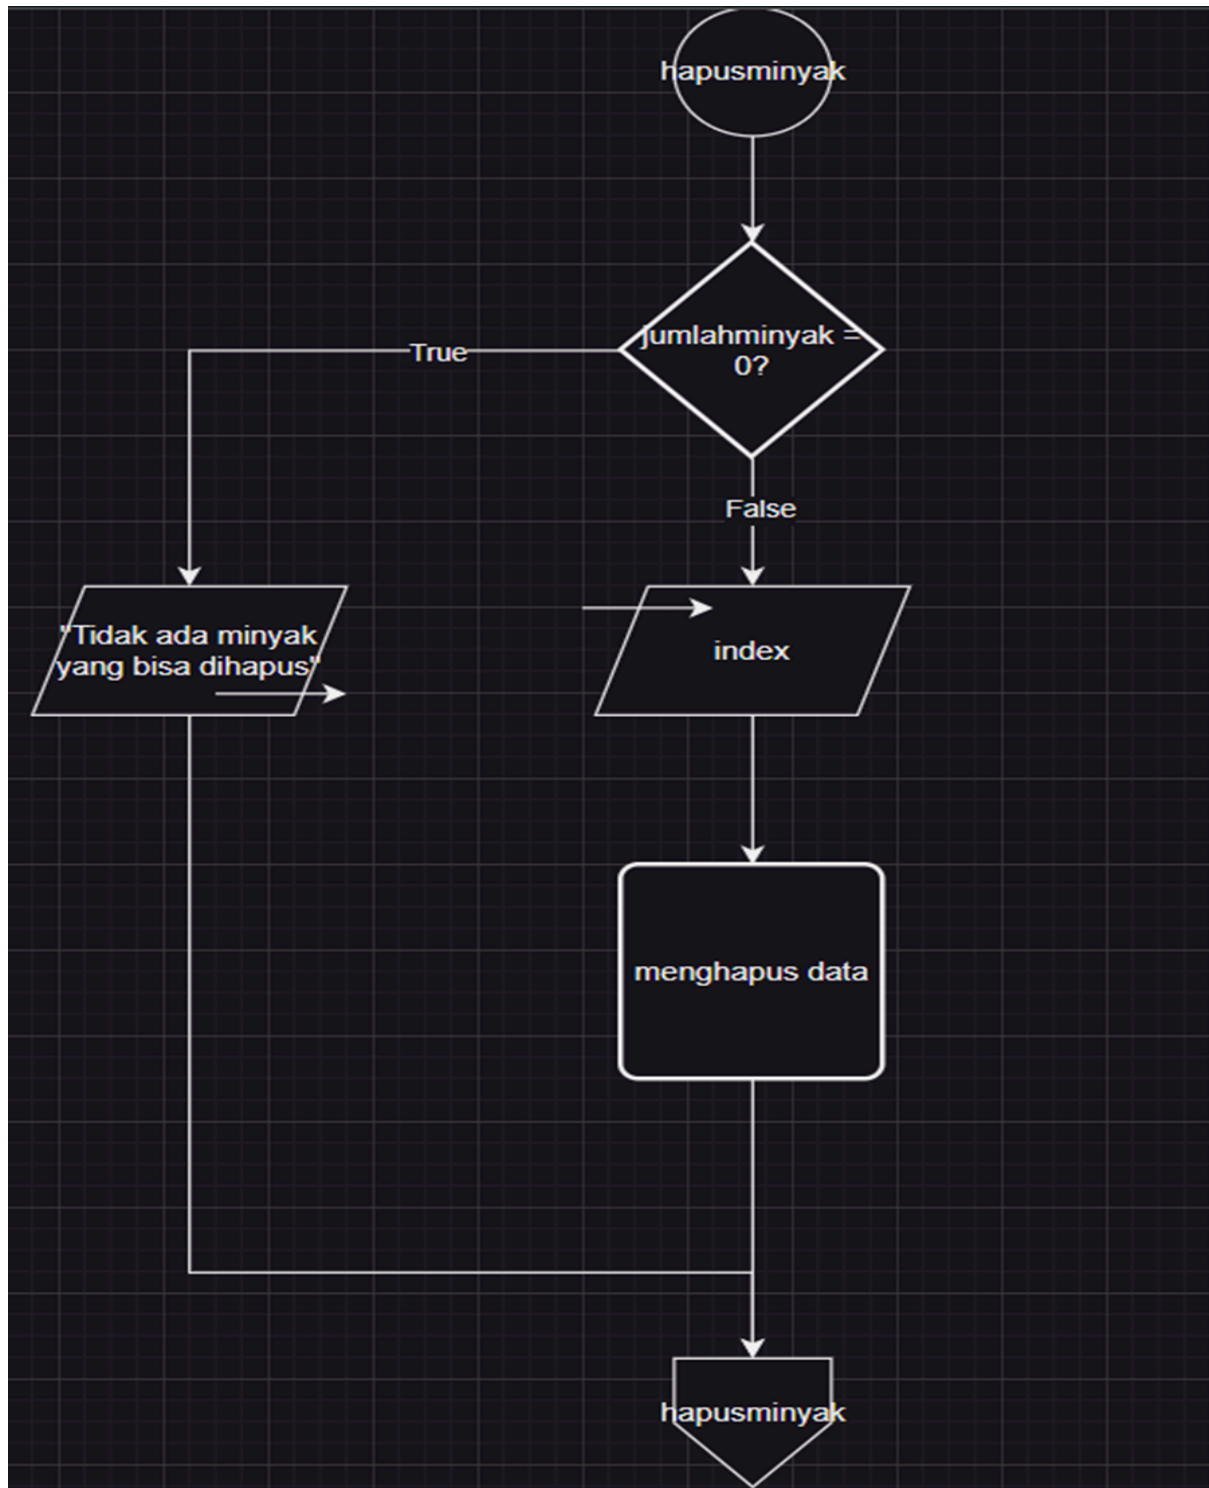 hapusminyak
jumlahminyak =
0?
True
False
"Tidak ada minyak
yang bisa dihapus"
index
menghapus data
hapusminyak